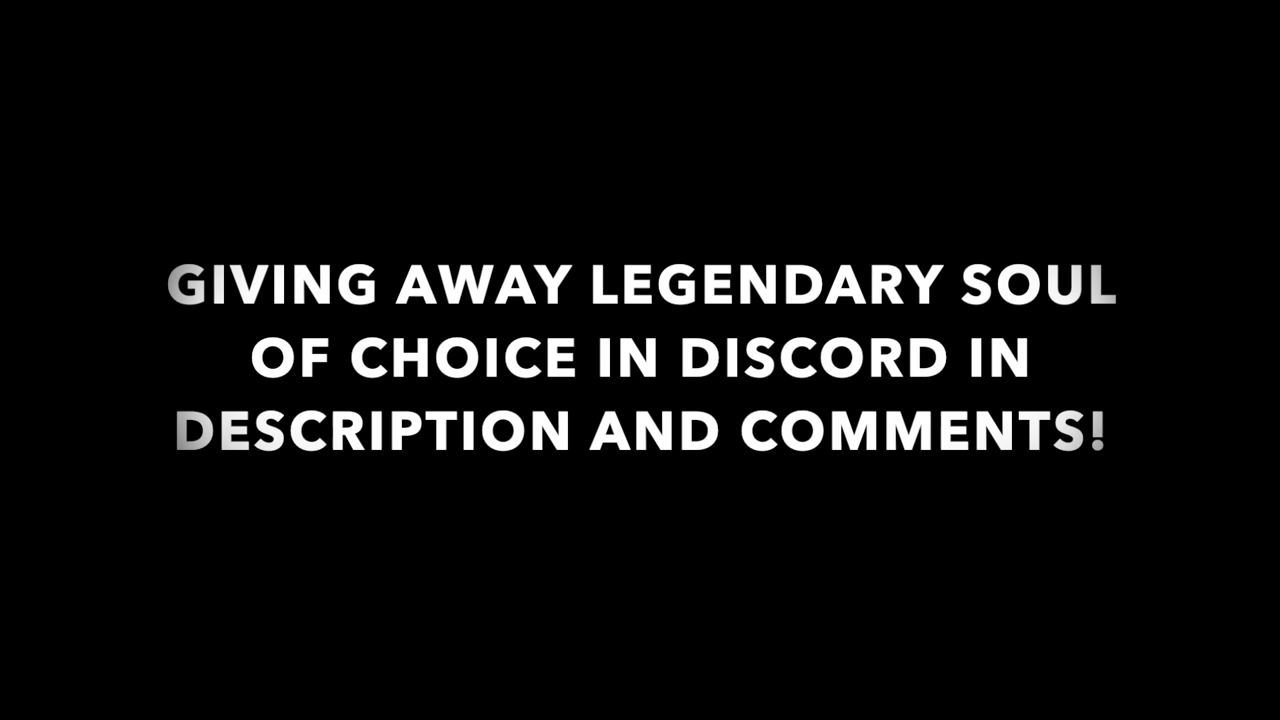 GIVING AWAY LEGENDARY SOUL
OF CHOICE IN DISCORD IN
DESCRIPTION AND COMMENTS!